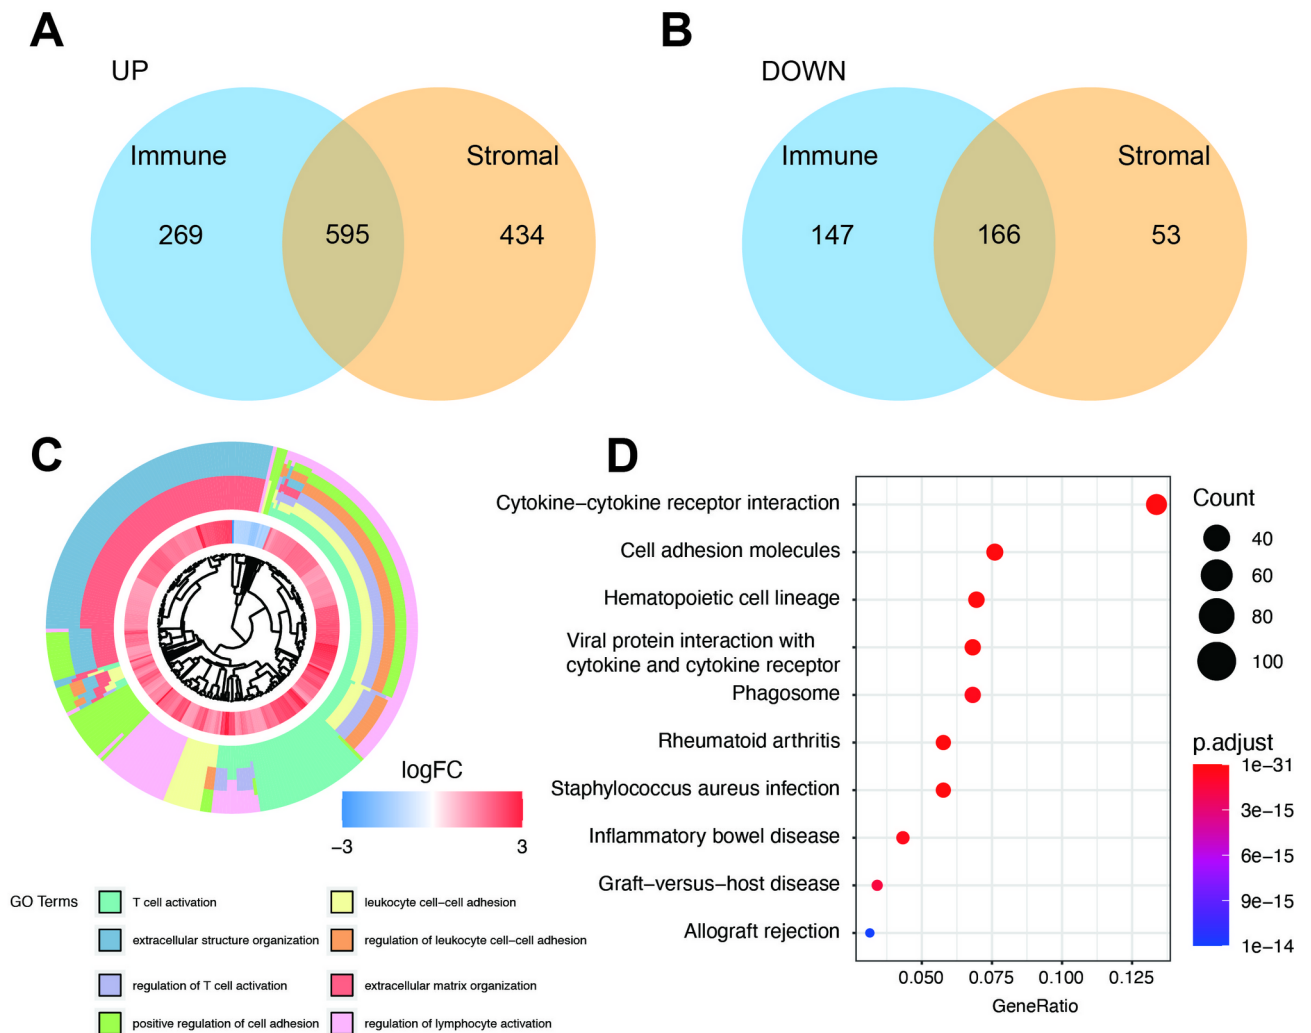 A
UP
Immune
Stromal
269
595
434
B
DOWN
Immune
Stromal
147
166
53
C
logFC
−3
3
GO Terms
T cell activation
leukocyte cell−cell adhesion
extracellular structure organization
regulation of leukocyte cell−cell adhesion
regulation of T cell activation
extracellular matrix organization
positive regulation of cell adhesion
regulation of lymphocyte activation
D
Cytokine−cytokine receptor interaction
Cell adhesion molecules
Hematopoietic cell lineage
Viral protein interaction with
cytokine and cytokine receptor
Phagosome
Rheumatoid arthritis
Staphylococcus aureus infection
Inflammatory bowel disease
Graft−versus−host disease
Allograft rejection
0.050
0.075
0.100
0.125
GeneRatio
Count
40
60
80
100
p.adjust
1e−31
3e−15
6e−15
9e−15
1e−14